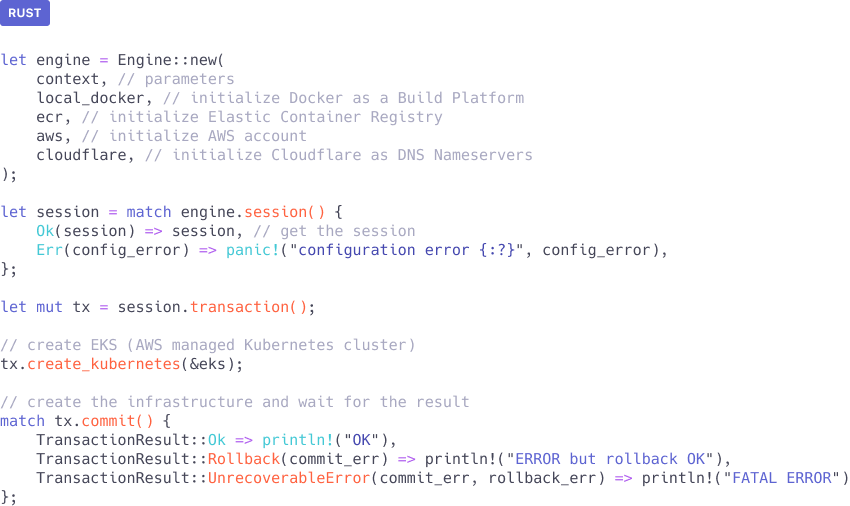 RUST
let engine = Engine::new(
    context, // parameters
    local_docker, // initialize Docker as a Build Platform
    ecr, // initialize Elastic Container Registry
    aws, // initialize AWS account
    cloudflare, // initialize Cloudflare as DNS Nameservers
);
let session = match engine.session() {
    Ok(session) => session, // get the session
    Err(config_error) => panic!("configuration error {:?}", config_error),
};
let mut tx = session.transaction();
// create EKS (AWS managed Kubernetes cluster)
tx.create_kubernetes(&eks);
// create the infrastructure and wait for the result
match tx.commit() {
    TransactionResult::Ok => println!("OK"),
    TransactionResult::Rollback(commit_err) => println!("ERROR but rollback OK"),
    TransactionResult::UnrecoverableError(commit_err, rollback_err) => println!("FATAL ERROR")
};